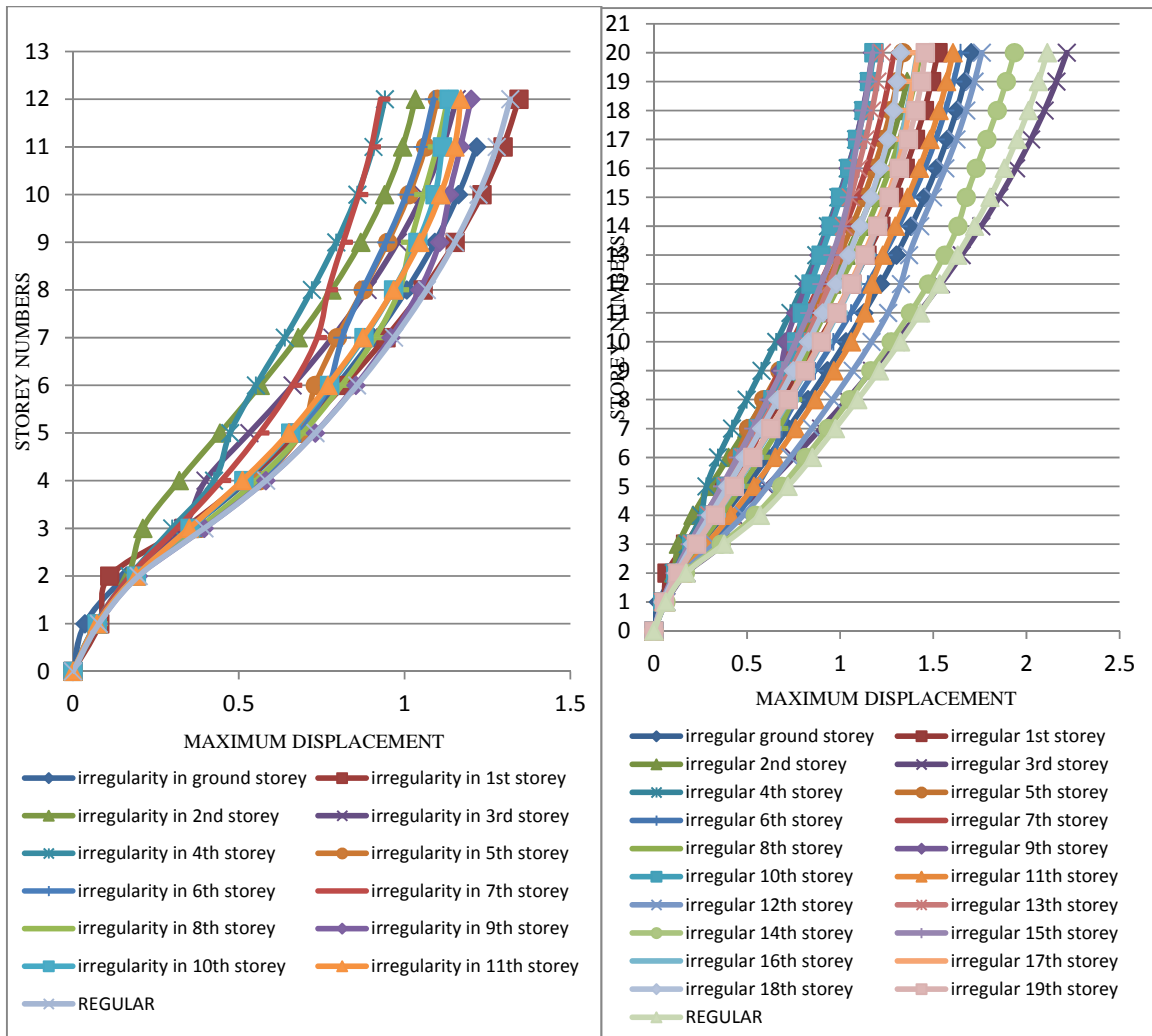 13
12
11
10
9
8
7
6
5
4
3
2
1
0
STOREY NUMBERS
0 0.5 1 1.5
MAXIMUM DISPLACEMENT
irregularity in ground storey irregularity in 1st storey
irregularity in 2nd storey irregularity in 3rd storey
irregularity in 4th storey irregularity in 5th storey
irregularity in 6th storey irregularity in 7th storey
irregularity in 8th storey irregularity in 9th storey
irregularity in 10th storey irregularity in 11th storey
REGULAR
21
20
19
18
17
16
15
14
13
12
11
10
9
8
7
6
5
4
3
2
1
0
STOREY NUMBERS
0 0.5 1 1.5 2 2.5
MAXIMUM DISPLACEMENT
irregular ground storey irregular 1st storey
irregular 2nd storey irregular 3rd storey
irregular 4th storey irregular 5th storey
irregular 6th storey irregular 7th storey
irregular 8th storey irregular 9th storey
irregular 10th storey irregular 11th storey
irregular 12th storey irregular 13th storey
irregular 14th storey irregular 15th storey
irregular 16th storey irregular 17th storey
irregular 18th storey irregular 19th storey
REGULAR